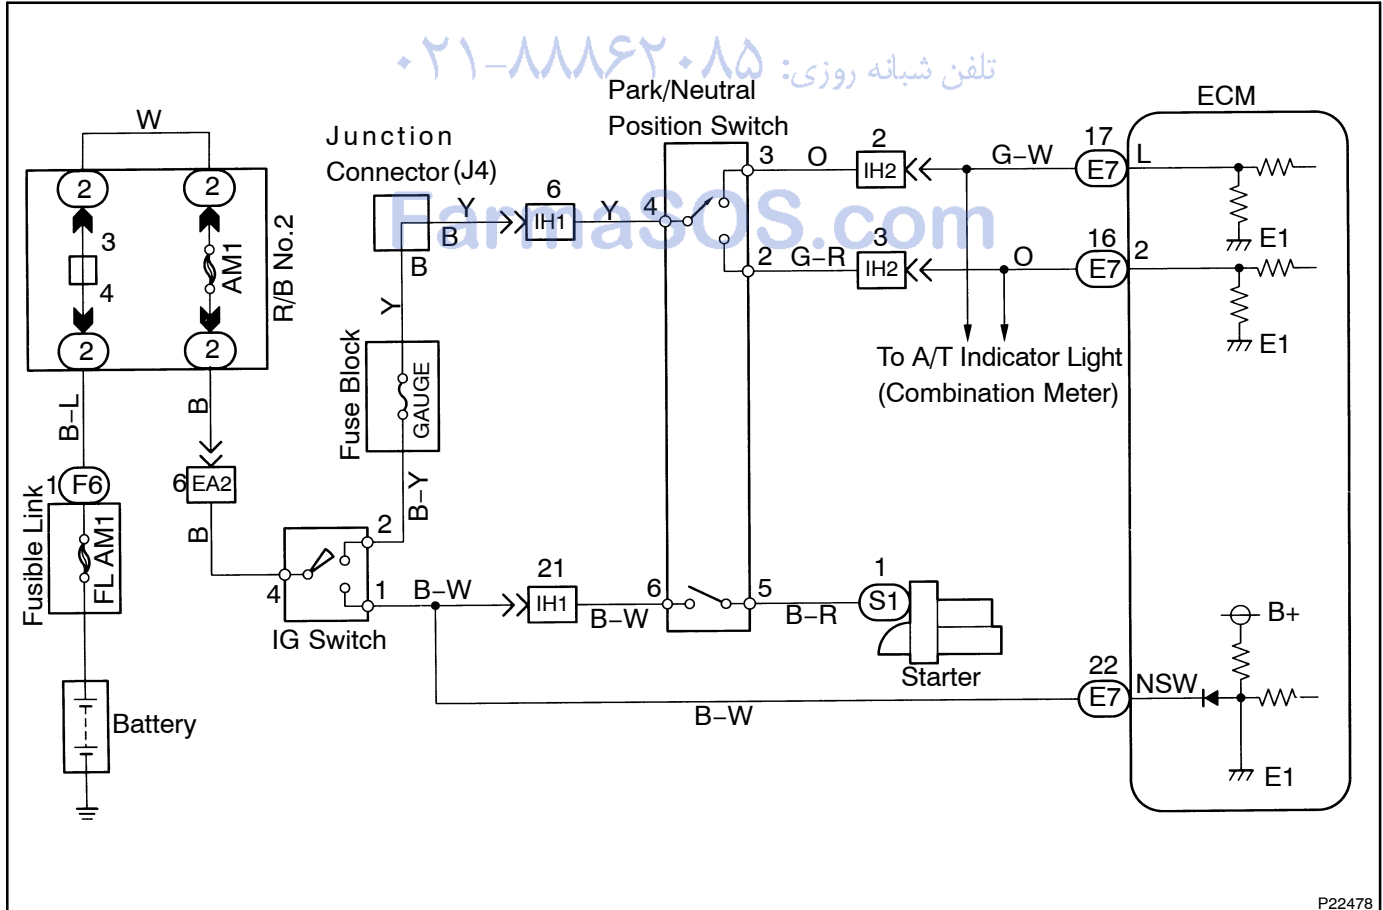 تلفن شبانه روزی: ۰۲۱-۸۸۸۶۲۰۸۵
FarmaSOS.com
W
2
2
3
4
AM1
2
2
R/B No.2
B-L
B
1
F6
6
EA2
B
Fusible Link
FL AM1
Battery
Junction
Connector (J4)
Y
B
B
Y
Fuse Block
GAUGE
B-Y
4
2
1
IG Switch
6
IH1
Y
B-W
21
IH1
B-W
Park/Neutral
Position Switch
4
3
2
6
5
O
2
IH2
G-W
17
E7
L
G-R
3
IH2
O
16
E7
2
To A/T Indicator Light
(Combination Meter)
B-R
1
S1
Starter
B-W
22
E7
NSW
ECM
E1
E1
B+
E1
P22478